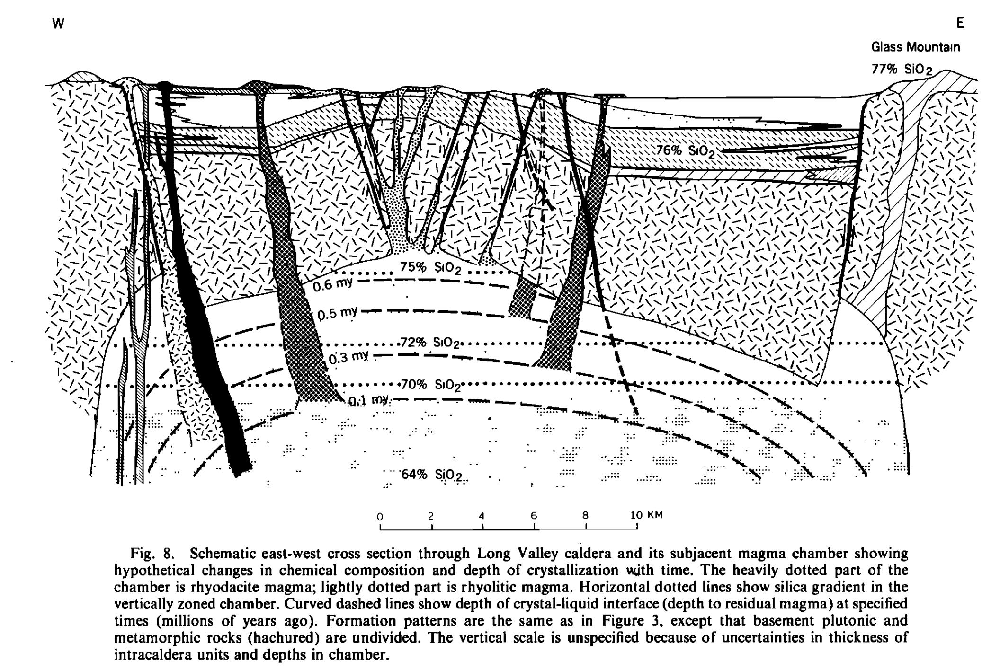 W
E
Glass Mountain
77% SiO2
76% SiO2
75% SiO2
0.6 my
0.5 my
72% SiO2
0.3 my
70% SiO2
0.1 my
64% SiO2
0 2 4 6 8 10 KM
Fig. 8. Schematic east-west cross section through Long Valley caldera and its subjacent magma chamber showing
hypothetical changes in chemical composition and depth of crystallization with time. The heavily dotted part of the
chamber is rhyodacite magma; lightly dotted part is rhyolitic magma. Horizontal dotted lines show silica gradient in the
vertically zoned chamber. Curved dashed lines show depth of crystal-liquid interface (depth to residual magma) at specified
times (millions of years ago). Formation patterns are the same as in Figure 3, except that basement plutonic and
metamorphic rocks (hachured) are undivided. The vertical scale is unspecified because of uncertainties in thickness of
intracaldera units and depths in chamber.